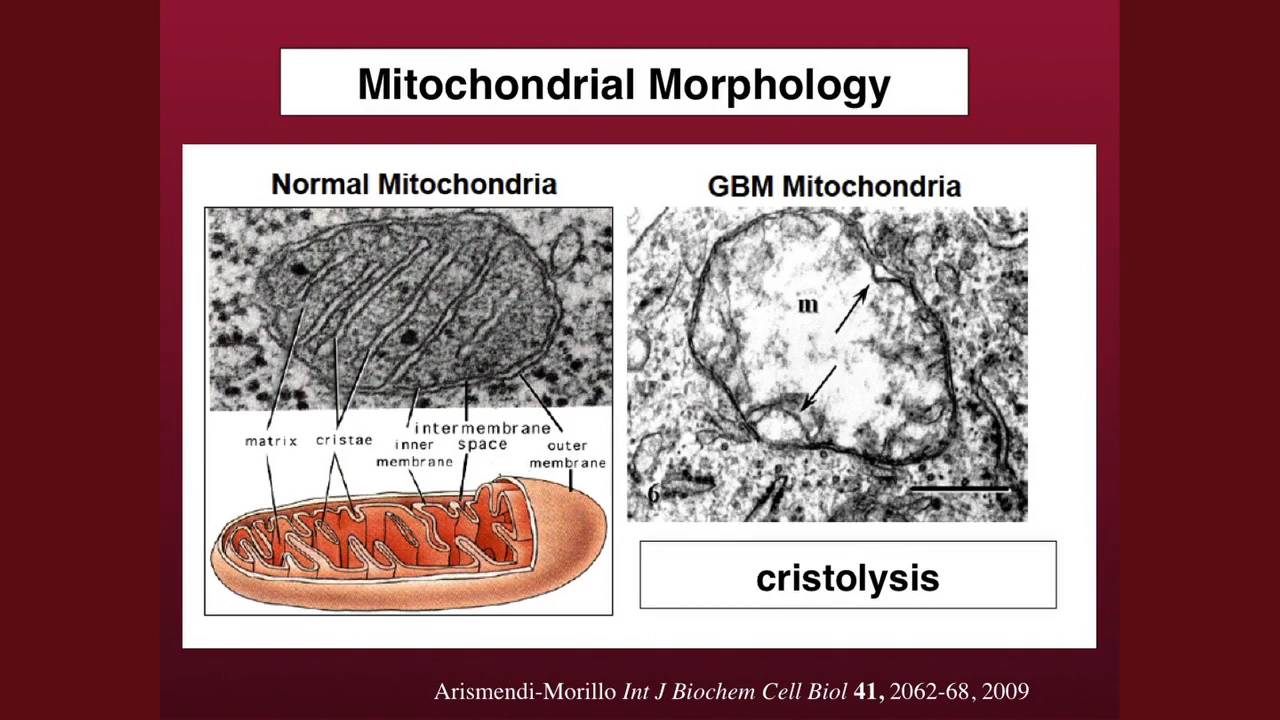 Mitochondrial Morphology
Normal Mitochondria
GBM Mitochondria
m
matrix
cristae
inner
membrane
intermembrane
space
outer
membrane
6
cristolysis
Arismendi-Morillo Int J Biochem Cell Biol 41, 2062-68, 2009